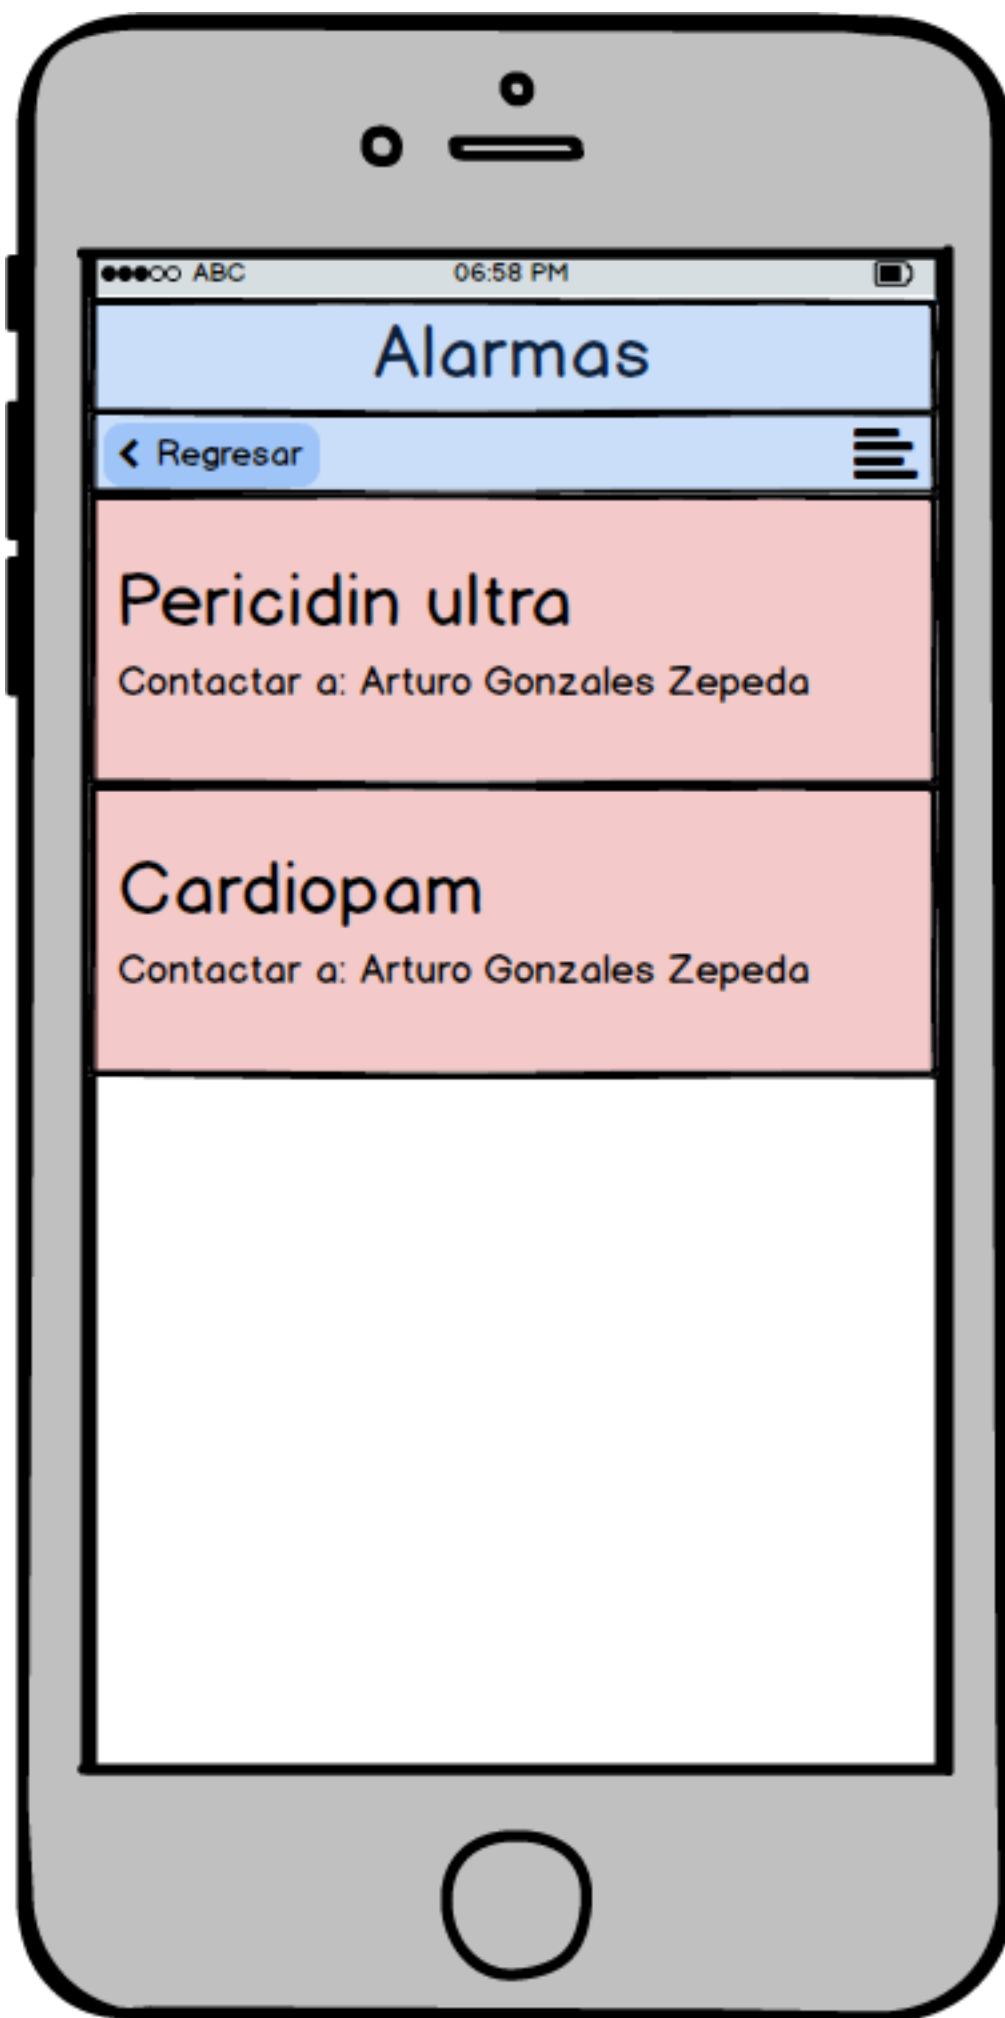 ABC 06:58 PM
Alarmas
Regresar
Pericidin ultra
Contactar a: Arturo Gonzales Zepeda
Cardiopam
Contactar a: Arturo Gonzales Zepeda